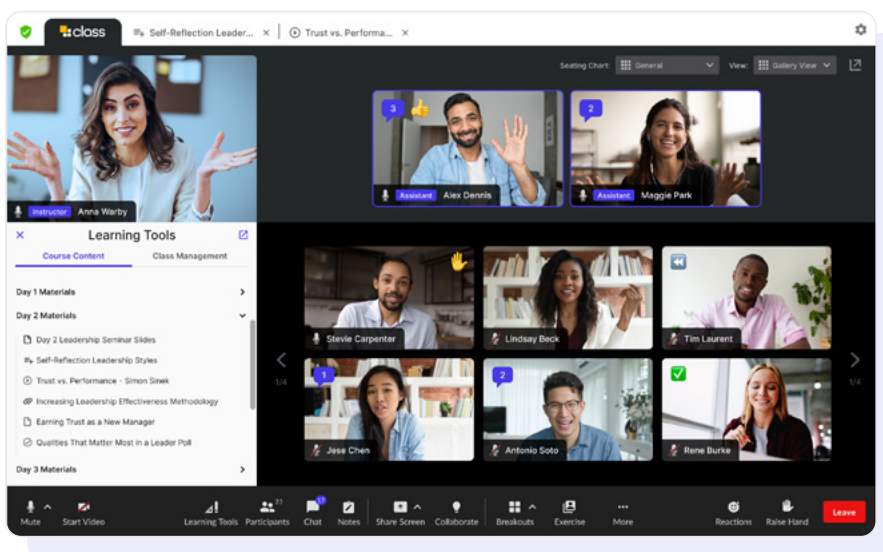 class
Self-Reflection Leader...
Trust vs. Performa...
Seating Chart:
General
View:
Gallery View
3
2
Instructor Anna Warby
Assistant Alex Dennis
Assistant Maggie Park
Learning Tools
Course Content
Class Management
Day 1 Materials
Day 2 Materials
Day 2 Leadership Seminar Slides
Self-Reflection Leadership Styles
Trust vs. Performance - Simon Sinek
Increasing Leadership Effectiveness Methodology
Earning Trust as a New Manager
Qualities That Matter Most in a Leader Poll
Day 3 Materials
Stevie Carpenter
Lindsay Beck
Tim Laurent
1/4
1/4
1
2
Jese Chen
Antonio Soto
Rene Burke
Mute
Start Video
Learning Tools
Participants
23
Chat
17
Notes
Share Screen
Collaborate
Breakouts
Exercise
More
Reactions
Raise Hand
Leave